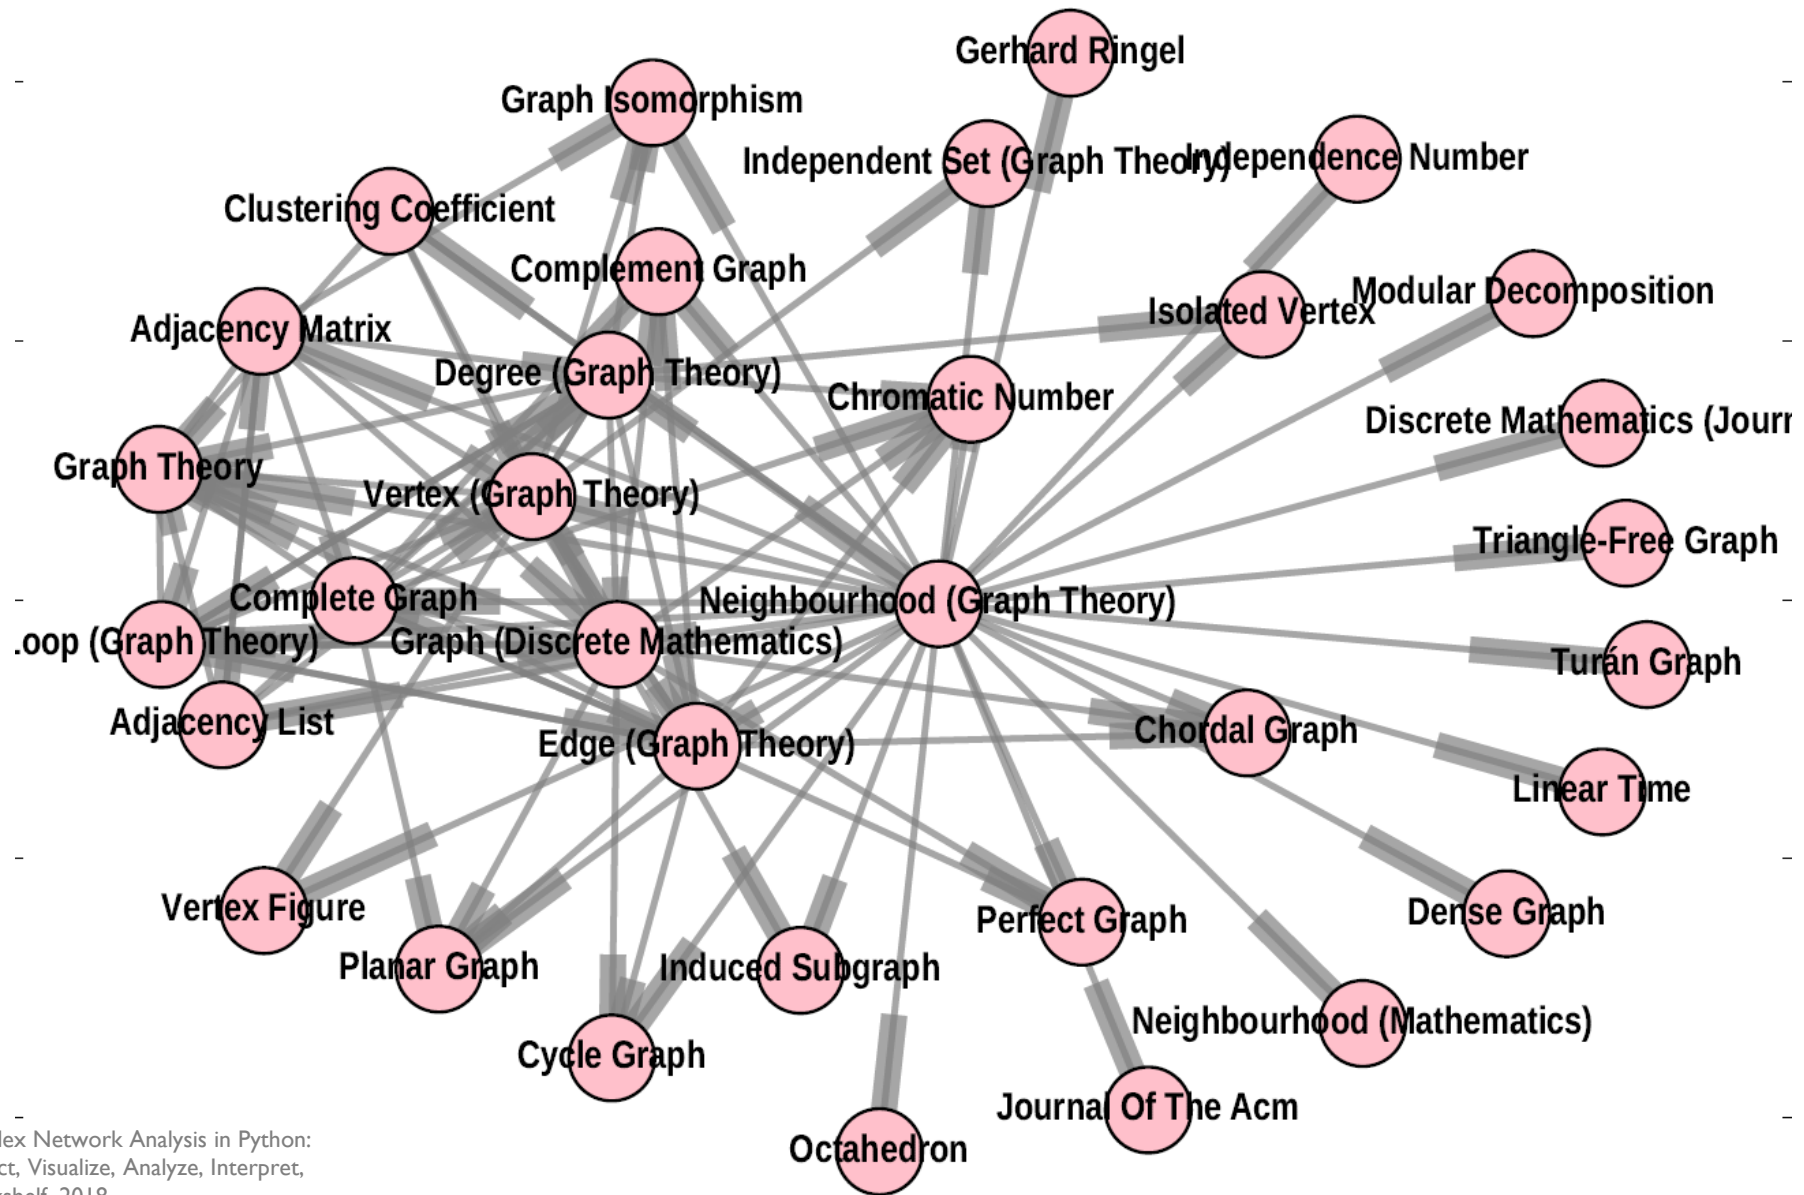 Gerhard Ringel
Graph Isomorphism
Independent Set (Graph Theory)
Independence Number
Clustering Coefficient
Complement Graph
Modular Decomposition
Isolated Vertex
Adjacency Matrix
Degree (Graph Theory)
Chromatic Number
Discrete Mathematics (Journ
Graph Theory
Vertex (Graph Theory)
Triangle-Free Graph
Complete Graph
Neighbourhood (Graph Theory)
.oop (Graph Theory)
Graph (Discrete Mathematics)
Turán Graph
Adjacency List
Edge (Graph Theory)
Chordal Graph
Linear Time
Vertex Figure
Perfect Graph
Dense Graph
Planar Graph
Induced Subgraph
Neighbourhood (Mathematics)
Cycle Graph
Journal Of The Acm
Octahedron
lex Network Analysis in Python:
ct, Visualize, Analyze, Interpret,
2018